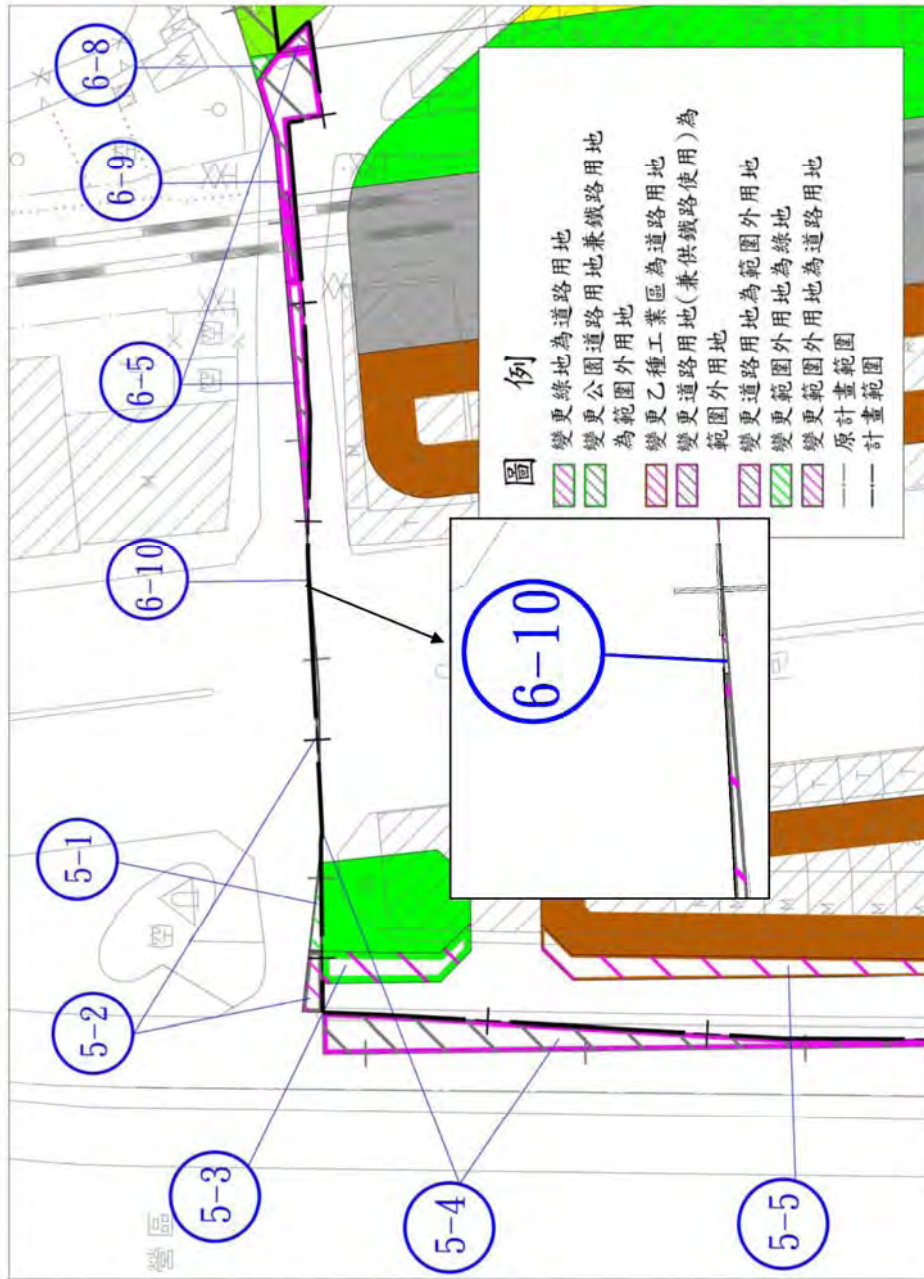 6-8
6-9
6-5
6-10
5-1
5-2
5-3
5-4
5-5
6-10
營區
圖例
變更綠地為道路用地
變更公園道路用地兼鐵路用地
為範圍外用地
變更乙種工業區為道路用地
變更道路用地(兼供鐵路使用)為
範圍外用地
變更道路用地為範圍外用地
變更範圍外用地為綠地
變更範圍外用地為道路用地
原計畫範圍
計畫範圍
空
空
空
M
M
N
T
T
T
M
M
M
M